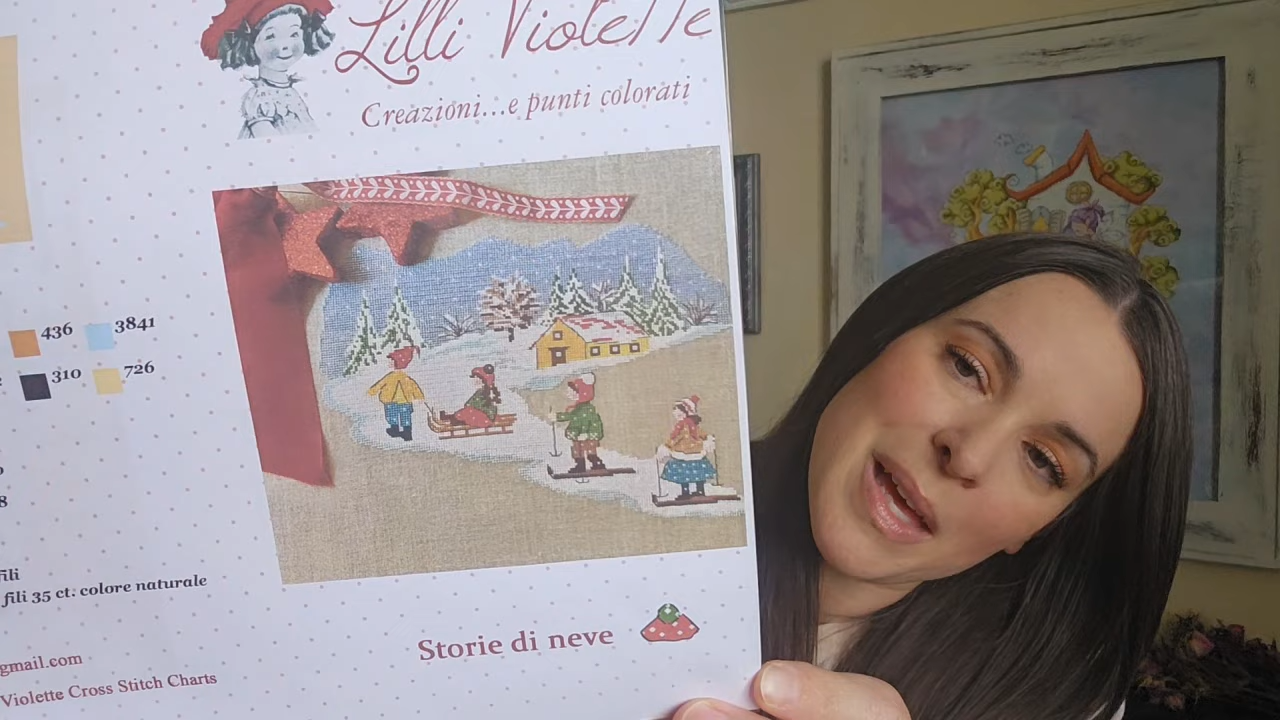 Lilli Violette
Creazioni...e punti colorati
436
3841
310
726
8
fili
fili 35 ct. colore naturale
Storie di neve
gmail.com
Violette Cross Stitch Charts